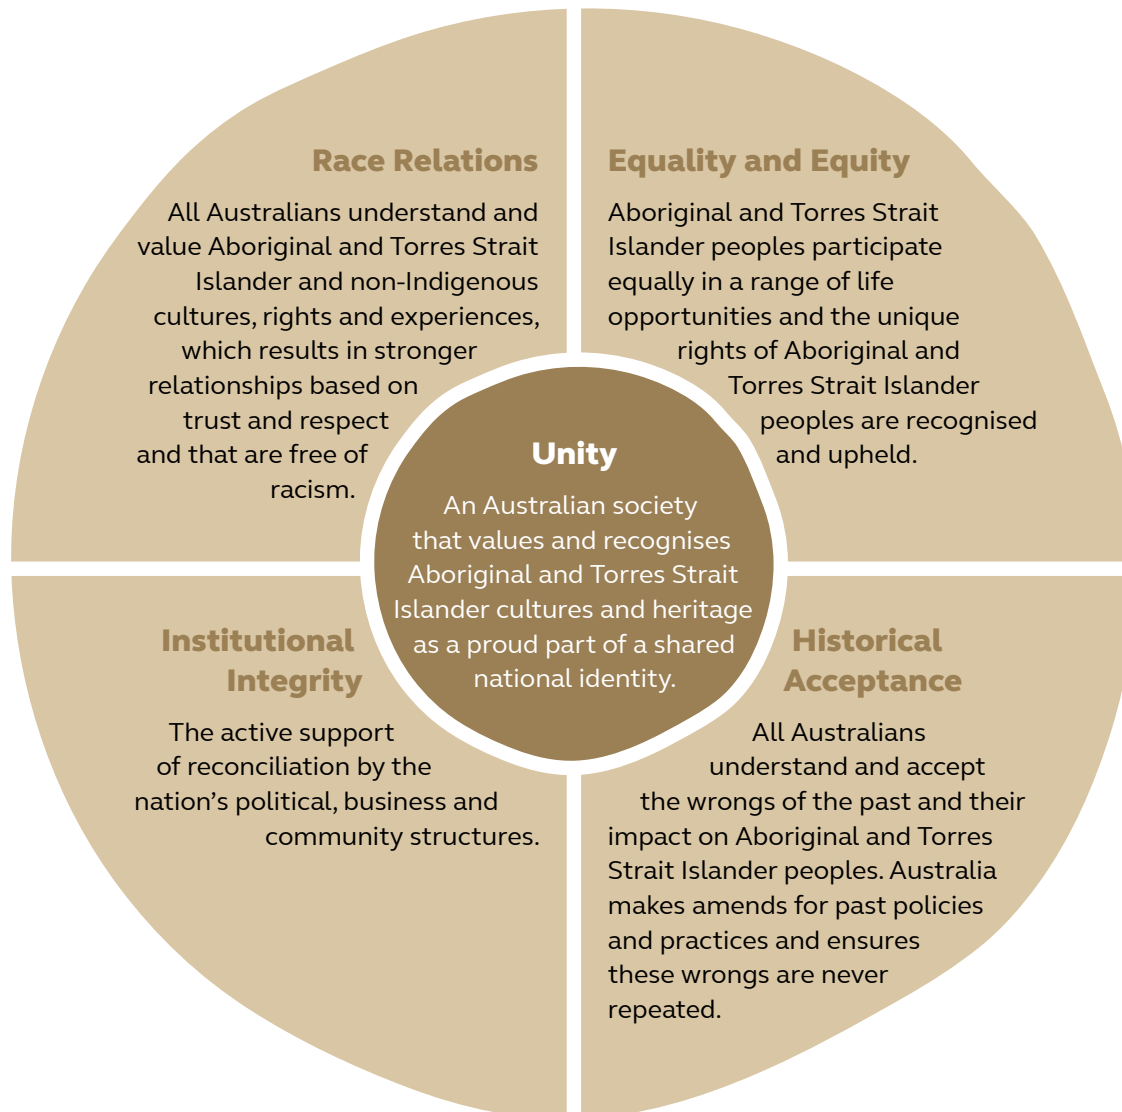 Race Relations
All Australians understand and
value Aboriginal and Torres Strait
Islander and non-Indigenous
cultures, rights and experiences,
which results in stronger
relationships based on
trust and respect
and that are free of
racism.
Equality and Equity
Aboriginal and Torres Strait
Islander peoples participate
equally in a range of life
opportunities and the unique
rights of Aboriginal and
Torres Strait Islander
peoples are recognised
and upheld.
Unity
An Australian society
that values and recognises
Aboriginal and Torres Strait
Islander cultures and heritage
as a proud part of a shared
national identity.
Institutional
Integrity
The active support
of reconciliation by the
nation’s political, business and
community structures.
Historical
Acceptance
All Australians
understand and accept
the wrongs of the past and their
impact on Aboriginal and Torres
Strait Islander peoples. Australia
makes amends for past policies
and practices and ensures
these wrongs are never
repeated.